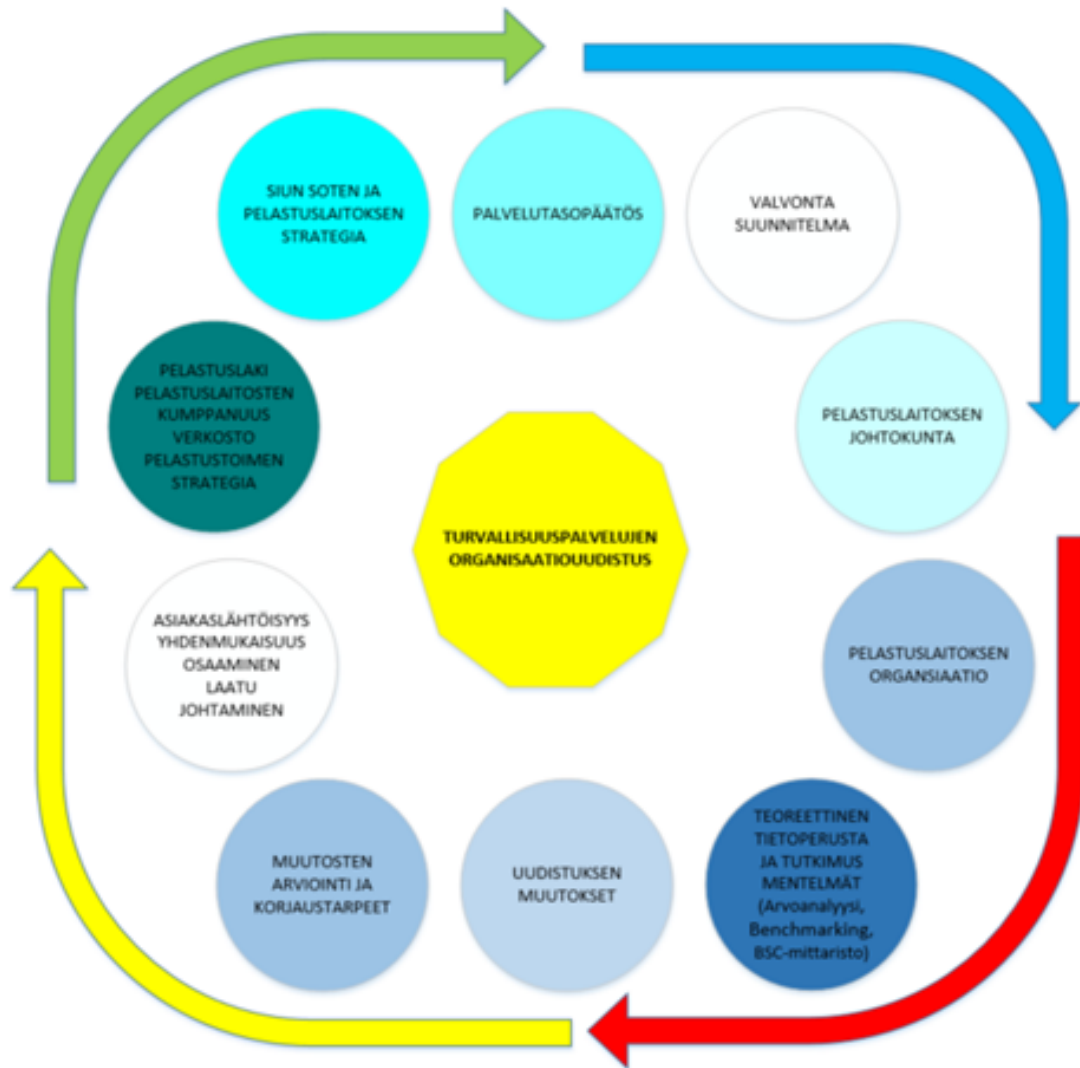 SIUN SOTEN JA
PELASTUSLAITOKSEN
STRATEGIA
PALVELUTASOPÄÄTÖS
VALVONTA
SUUNNITELMA
PELASTUSLAITOKSEN
JOHTOKUNTA
PELASTUSLAITOKSEN
ORGANSIAATIO
TEOREETTINEN
TIETOPERUSTA
JA TUTKIMUS
MENTELMÄT
(Arvoanalyysi,
Benchmarking,
BSC-mittaristo)
UUDISTUKSEN
MUUTOKSET
MUUTOSTEN
ARVIOINTI JA
KORJAUSTARPEET
ASIAKASLÄHTÖISYYS
YHDENMUKAISUUS
OSAAMINEN
LAATU
JOHTAMINEN
PELASTUSLAKI
PELASTUSLAITOSTEN
KUMPPANUUS
VERKOSTO
PELASTUSTOIMEN
STRATEGIA
TURVALLISUUSPALVELUJEN
ORGANISAATIOUUDISTUS